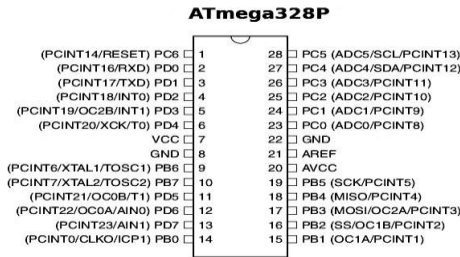 ATmega328P
(PCINT14/RESET) PC6 1 28 PC5 (ADC5/SCL/PCINT13)
(PCINT16/RXD) PD0 2 27 PC4 (ADC4/SDA/PCINT12)
(PCINT17/TXD) PD1 3 26 PC3 (ADC3/PCINT11)
(PCINT18/INT0) PD2 4 25 PC2 (ADC2/PCINT10)
(PCINT19/OC2B/INT1) PD3 5 24 PC1 (ADC1/PCINT9)
(PCINT20/XCK/T0) PD4 6 23 PC0 (ADC0/PCINT8)
VCC 7 22 GND
GND 8 21 AREF
(PCINT6/XTAL1/TOSC1) PB6 9 20 AVCC
(PCINT7/XTAL2/TOSC2) PB7 10 19 PB5 (SCK/PCINT5)
(PCINT21/OC0B/T1) PD5 11 18 PB4 (MISO/PCINT4)
(PCINT22/OC0A/AIN0) PD6 12 17 PB3 (MOSI/OC2A/PCINT3)
(PCINT23/AIN1) PD7 13 16 PB2 (SS/OC1B/PCINT2)
(PCINT0/CLKO/ICP1) PB0 14 15 PB1 (OC1A/PCINT1)